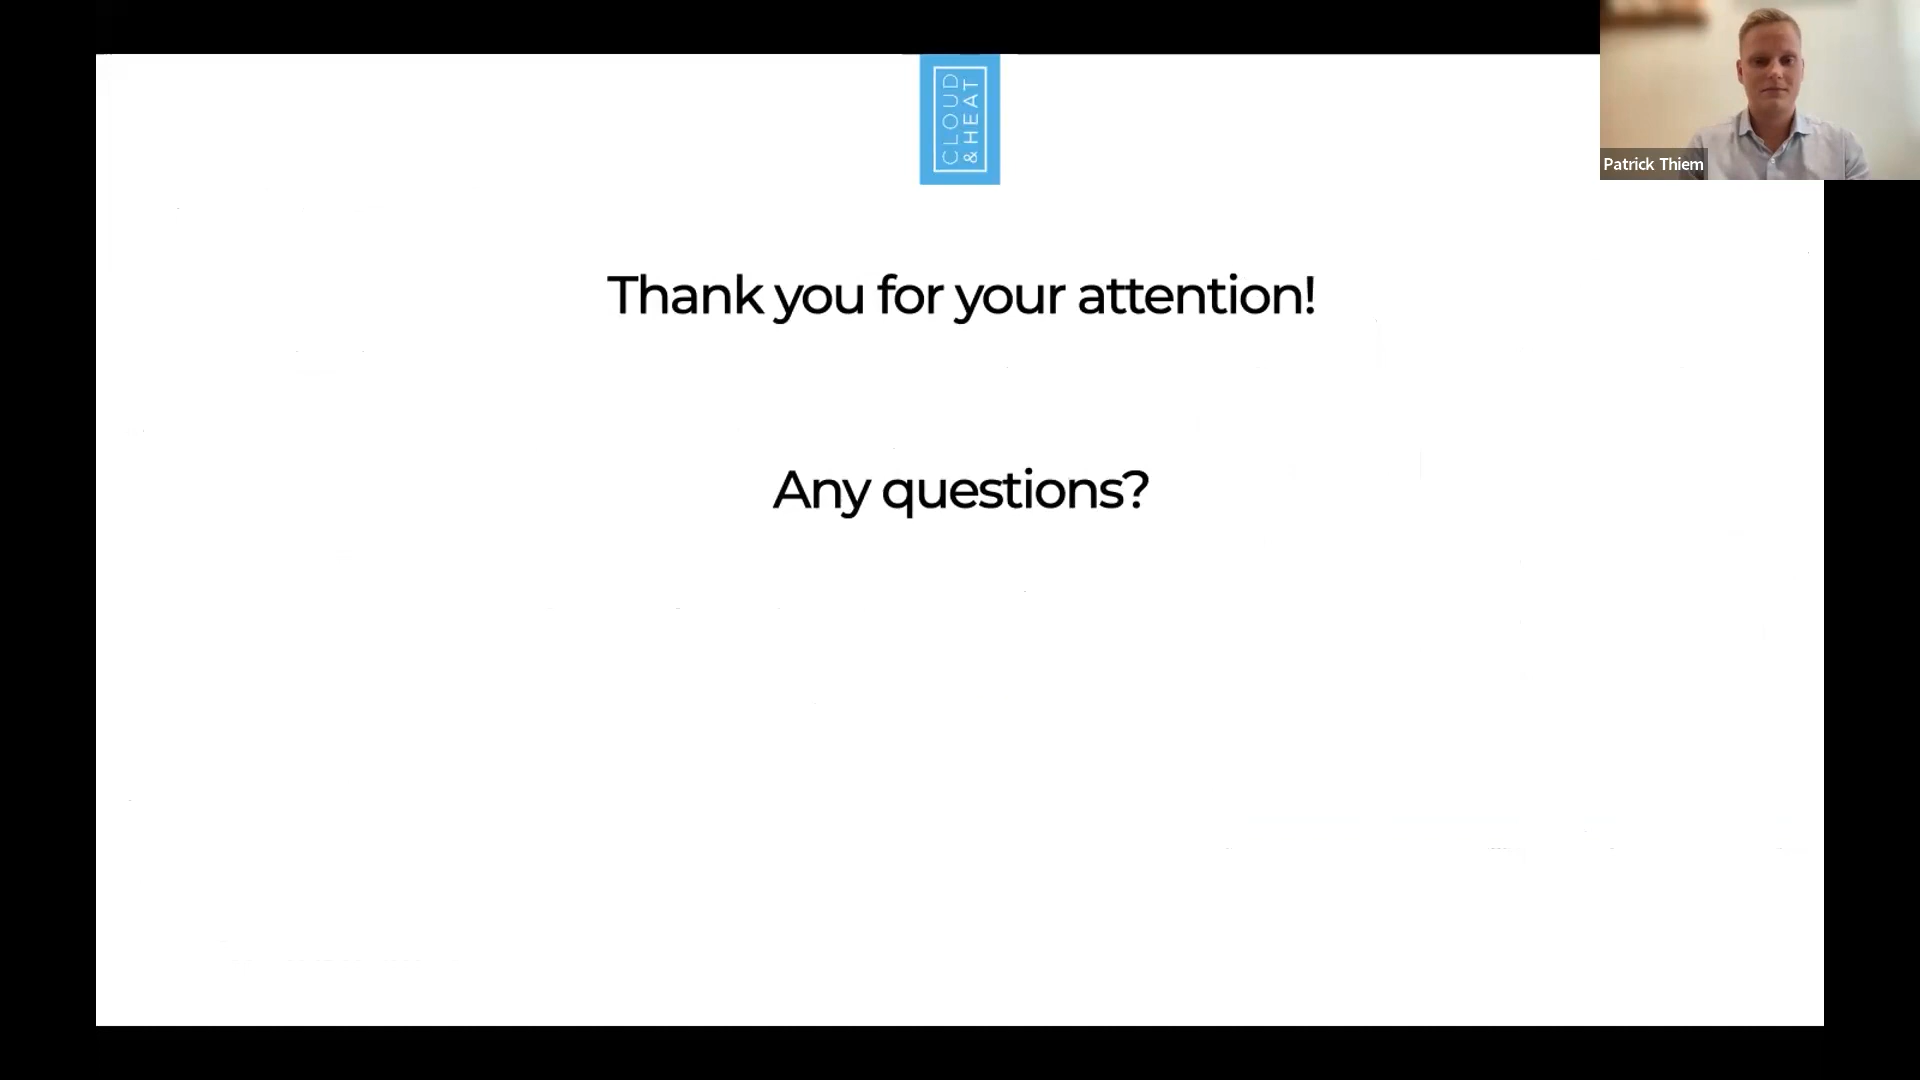 CLOUD
& HEAT
Patrick Thiem
Thank you for your attention!
Any questions?